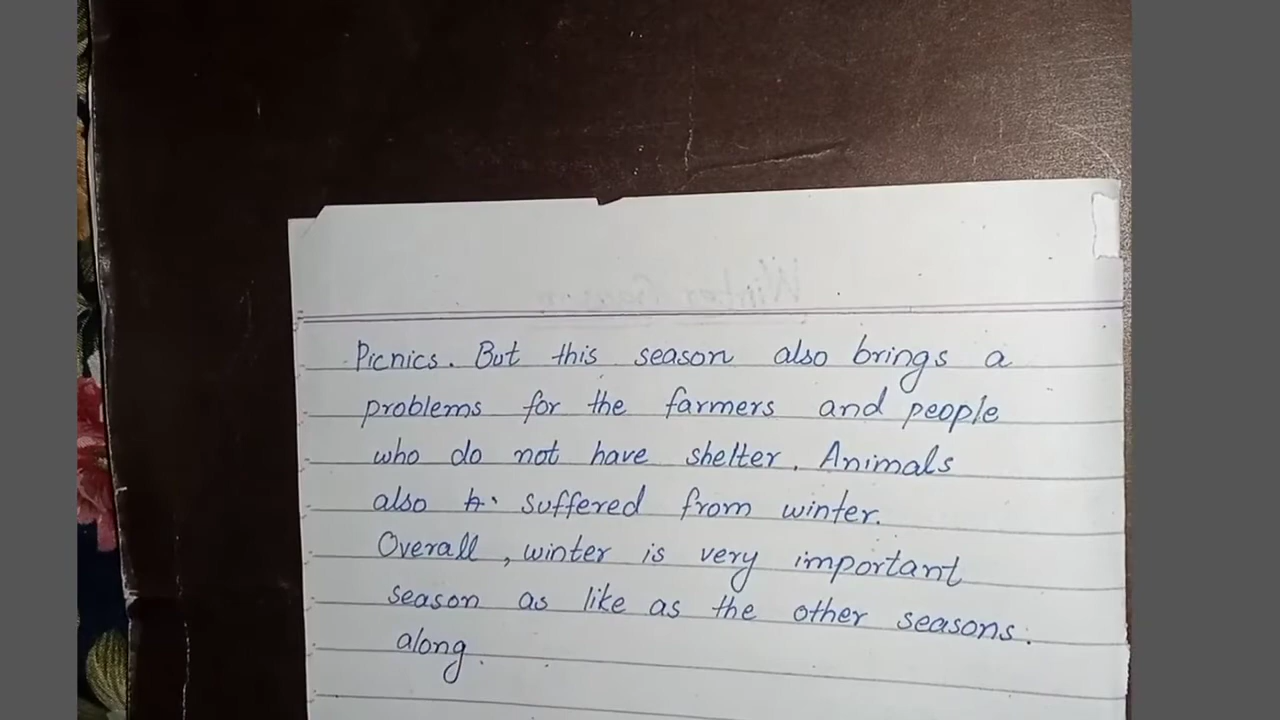 Picnics. But this season also brings a
problems for the farmers and people
who do not have shelter. Animals
also suffered from winter.
Overall, winter is very important
season as like as the other seasons.
along.